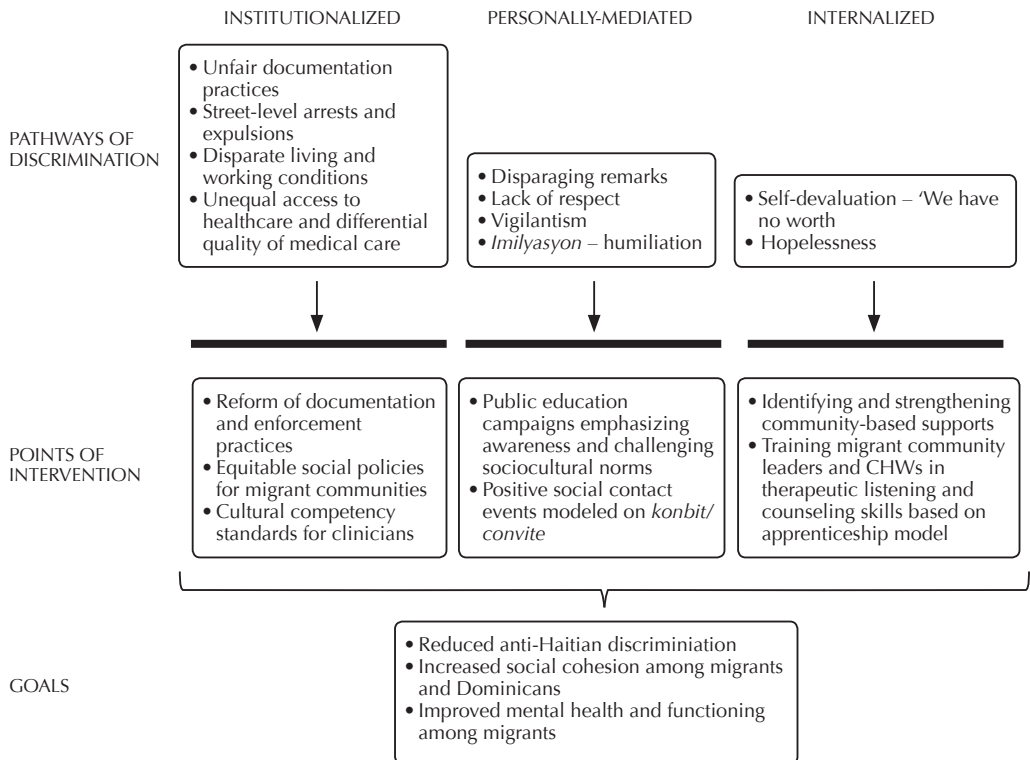 INSTITUTIONALIZED
PERSONALLY-MEDIATED
INTERNALIZED
PATHWAYS OF
DISCRIMINATION
• Unfair documentation
practices
• Street-level arrests and
expulsions
• Disparate living and
working conditions
• Unequal access to
healthcare and differential
quality of medical care
• Disparaging remarks
• Lack of respect
• Vigilantism
• Imilyasyon – humiliation
• Self-devaluation – ‘We have
no worth
• Hopelessness
POINTS OF
INTERVENTION
• Reform of documentation
and enforcement
practices
• Equitable social policies
for migrant communities
• Cultural competency
standards for clinicians
• Public education
campaigns emphasizing
awareness and challenging
sociocultural norms
• Positive social contact
events modeled on konbit/
convite
• Identifying and strengthening
community-based supports
• Training migrant community
leaders and CHWs in
therapeutic listening and
counseling skills based on
apprenticeship model
GOALS
• Reduced anti-Haitian discriminiation
• Increased social cohesion among migrants
and Dominicans
• Improved mental health and functioning
among migrants